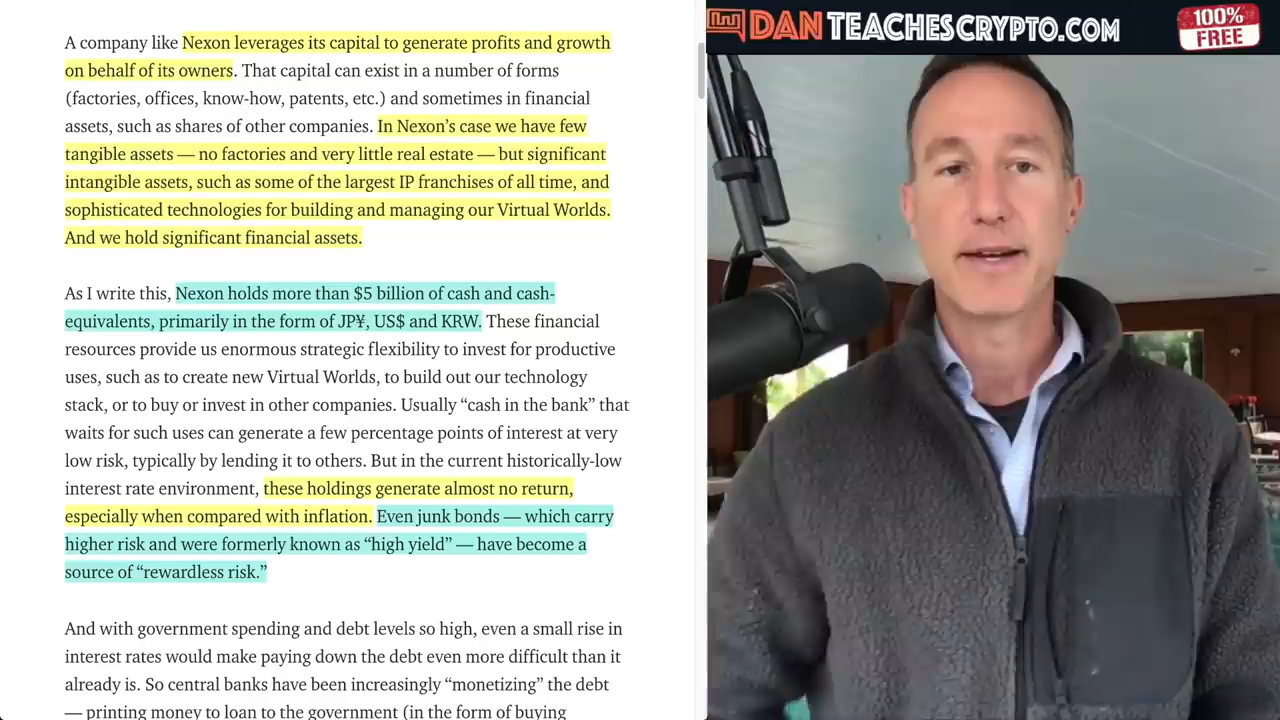 A company like Nexon leverages its capital to generate profits and growth
on behalf of its owners. That capital can exist in a number of forms
(factories, offices, know-how, patents, etc.) and sometimes in financial
assets, such as shares of other companies. In Nexon’s case we have few
tangible assets — no factories and very little real estate — but significant
intangible assets, such as some of the largest IP franchises of all time, and
sophisticated technologies for building and managing our Virtual Worlds.
And we hold significant financial assets.
As I write this, Nexon holds more than $5 billion of cash and cash-
equivalents, primarily in the form of JP¥, US$ and KRW. These financial
resources provide us enormous strategic flexibility to invest for productive
uses, such as to create new Virtual Worlds, to build out our technology
stack, or to buy or invest in other companies. Usually “cash in the bank” that
waits for such uses can generate a few percentage points of interest at very
low risk, typically by lending it to others. But in the current historically-low
interest rate environment, these holdings generate almost no return,
especially when compared with inflation. Even junk bonds — which carry
higher risk and were formerly known as “high yield” — have become a
source of “rewardless risk.”
And with government spending and debt levels so high, even a small rise in
interest rates would make paying down the debt even more difficult than it
already is. So central banks have been increasingly “monetizing” the debt
— printing money to loan to the government (in the form of buying
DAN TEACHESCRYPTO.COM
100%
FREE